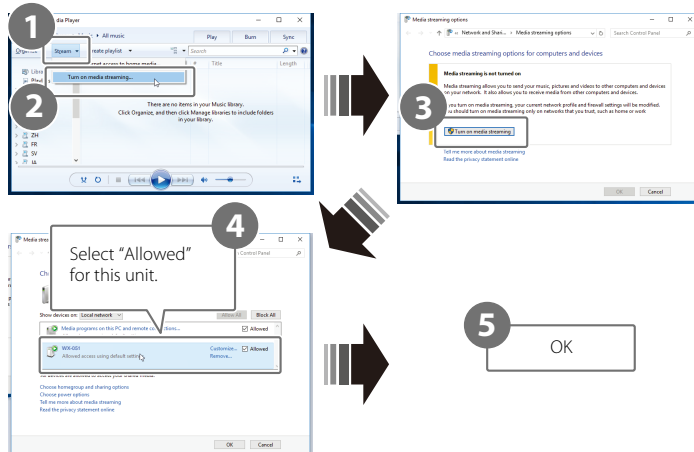 1
dia Player
All music
Play
Burn
Sync
Organize
Stream
reate playlist
Search
Title
Length
Turn on media streaming...
2
There are no items in your Music library.
Click Organize, and then click Manage libraries to include folders
in your library.
ZH
FR
SV
JA
Media streaming options
Network and Shari...
Media streaming options
Search Control Panel
Choose media streaming options for computers and devices
Media streaming is not turned on
Media streaming allows you to send your music, pictures and videos to other computers and devices
on your network. It also allows you to receive media from other computers and devices.
3
you turn on media streaming, your current network profile and firewall settings will be modified.
ou should turn on media streaming only on networks that you trust, such as home or work
Turn on media streaming
Tell me more about media streaming
Read the privacy statement online
OK
Cancel
4
Media strea
Control Panel
Select “Allowed”
for this unit.
Ch
Show devices on:
Local network
Allow All
Block All
Media programs on this PC and remote connections...
Allowed
WX-001
Customize...
Allowed
Allowed access using default settings.
Remove...
Choose homegroup and sharing options
Choose power options
Tell me more about media streaming
Read the privacy statement online
OK
Cancel
5
OK